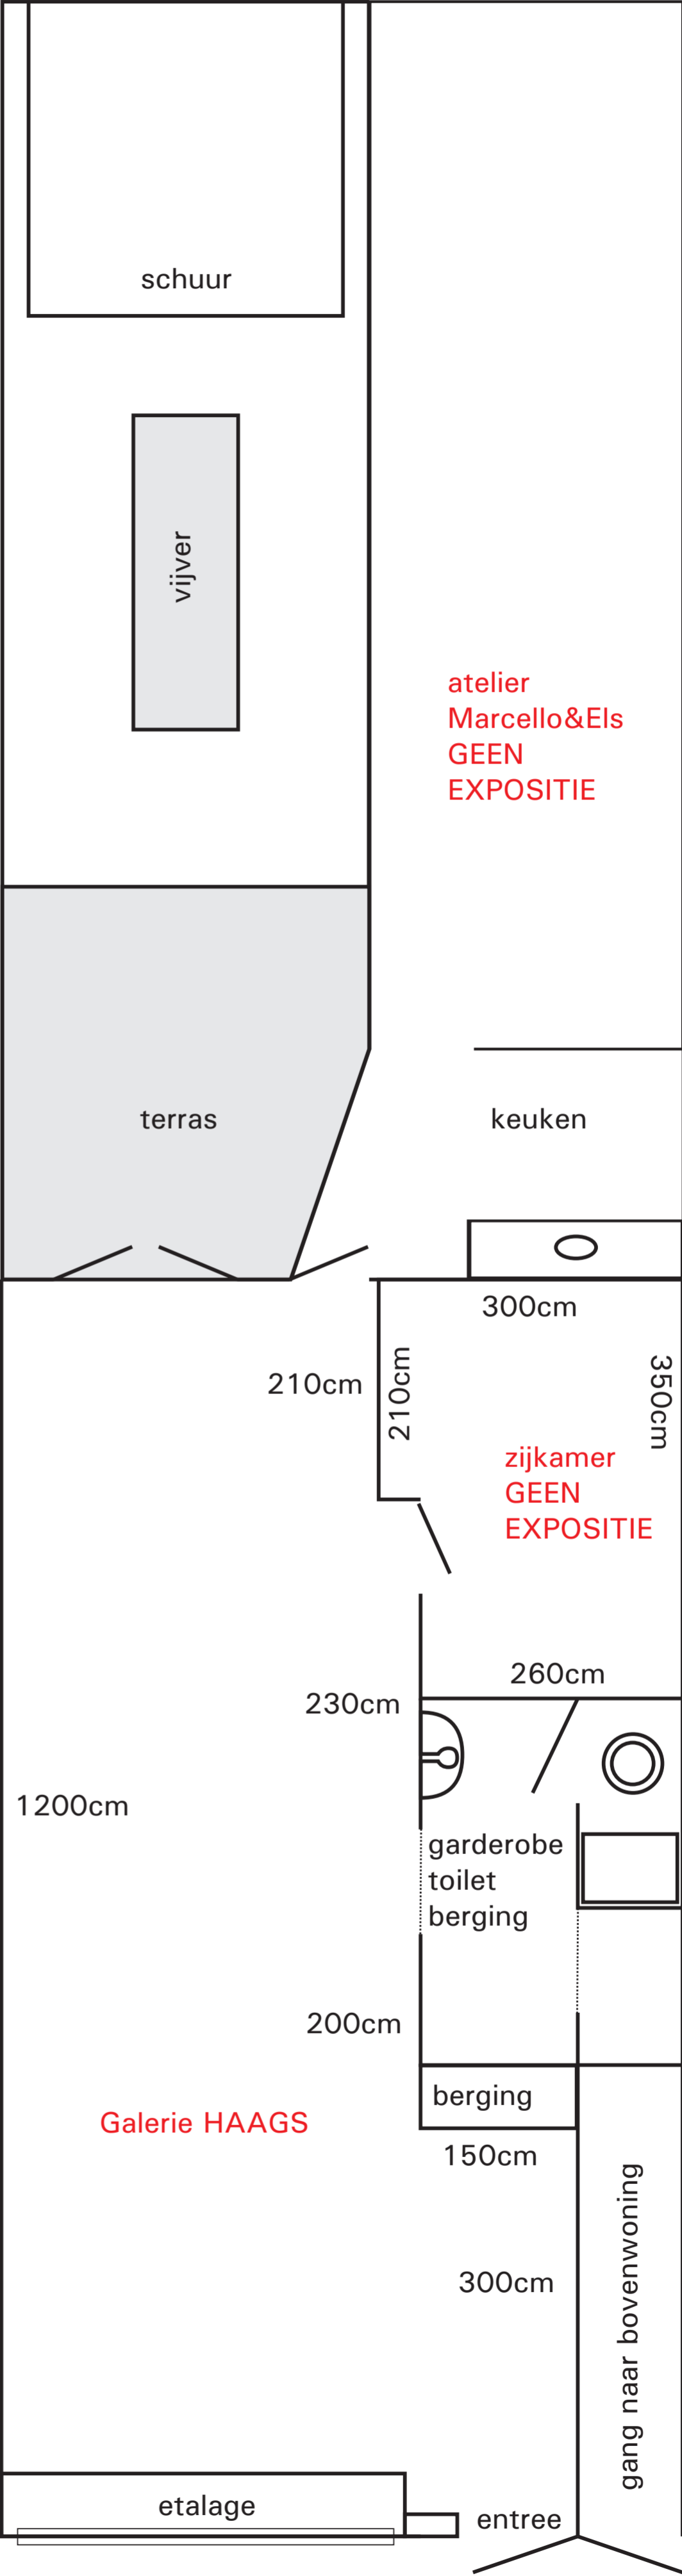 schuur
vijver
atelier
Marcello&Els
GEEN
EXPOSITIE
terras
keuken
300cm
210cm
210cm
350cm
zijkamer
GEEN
EXPOSITIE
260cm
230cm
1200cm
garderobe
toilet
berging
200cm
berging
Galerie HAAGS
150cm
300cm
gang naar bovenwoning
etalage
entree